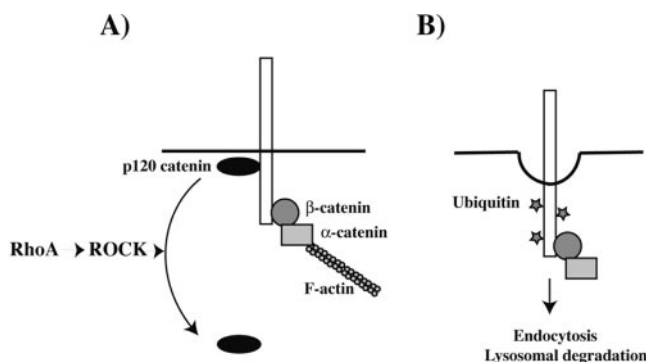 A)
B)
p120 catenin
β-catenin
α-catenin
RhoA ROCK
F-actin
Ubiquitin
Endocytosis
Lysosomal degradation